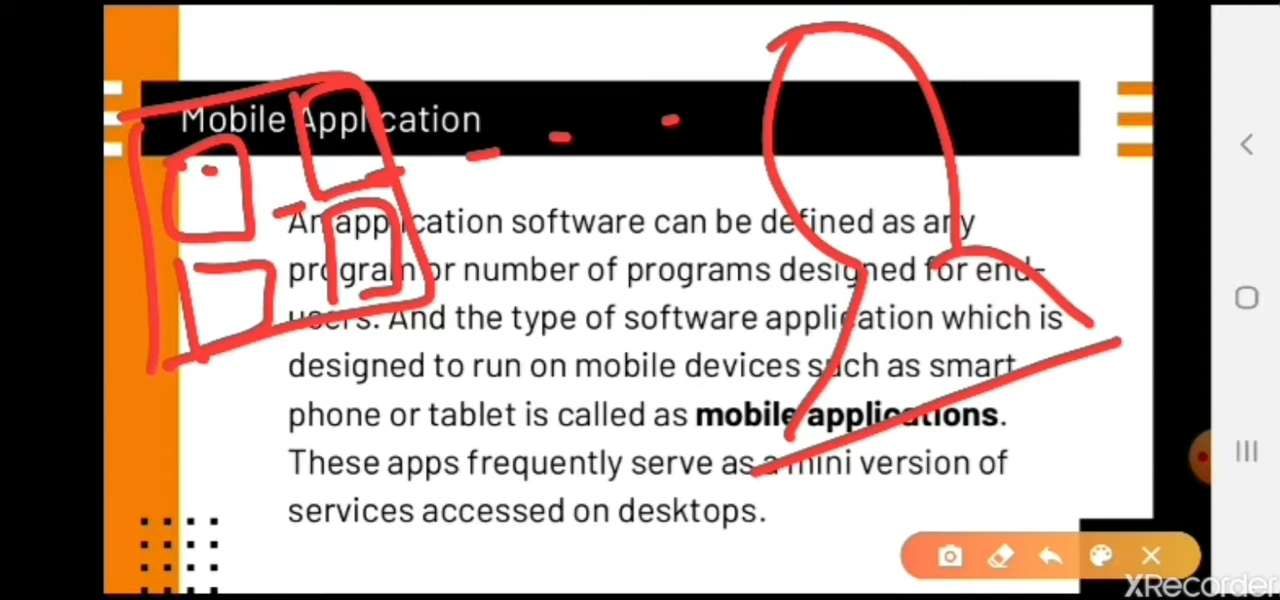 Mobile Application
An application software can be defined as any
program or number of programs designed for end-
users. And the type of software application which is
designed to run on mobile devices such as smart
phone or tablet is called as mobile applications.
These apps frequently serve as a mini version of
services accessed on desktops.
XRecorder